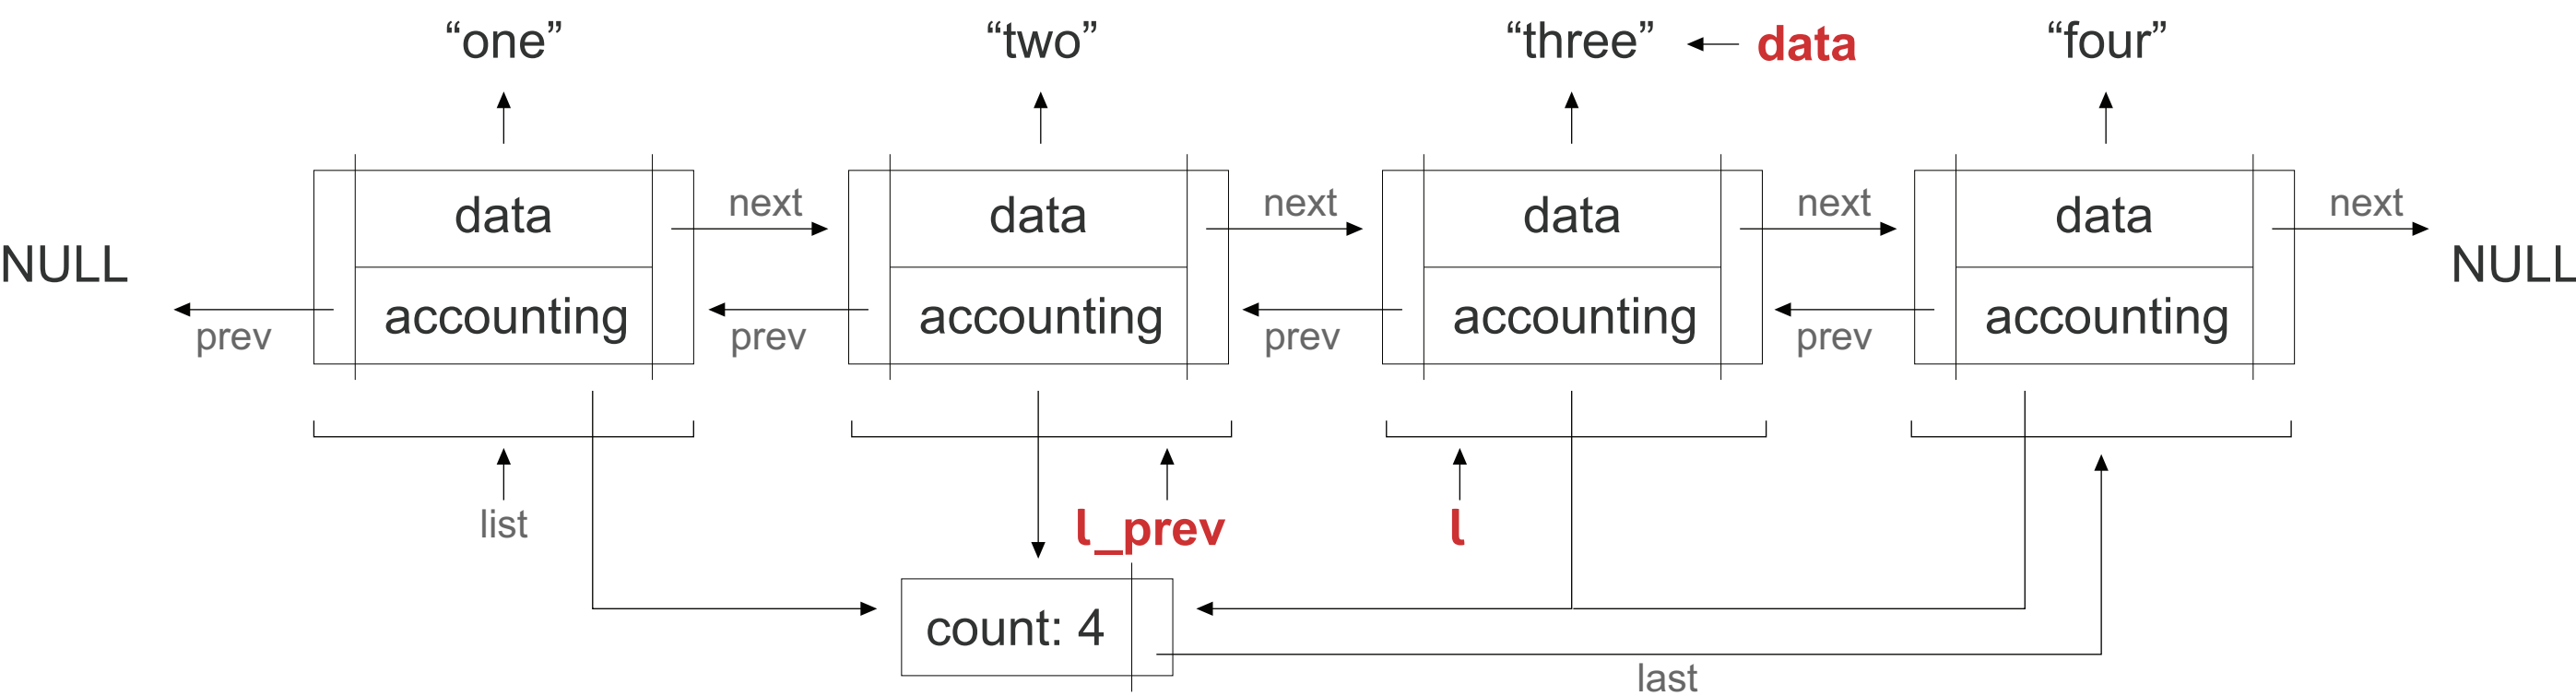 “one” “two” “three” data “four”
next next next next
data data data data
NULL NULL
accounting accounting accounting accounting
prev prev prev prev
list l_prev l
count: 4
last